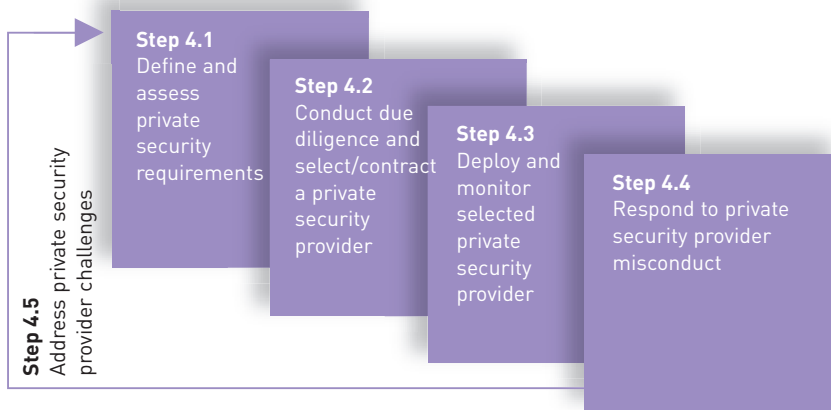 Step 4.1
Define and
assess
private
security
requirements
Step 4.2
Conduct due
diligence and
select/contract
a private
security
provider
Step 4.3
Deploy and
monitor
selected
private
security
provider
Step 4.4
Respond to private
security provider
misconduct
Step 4.5
Address private security
provider challenges